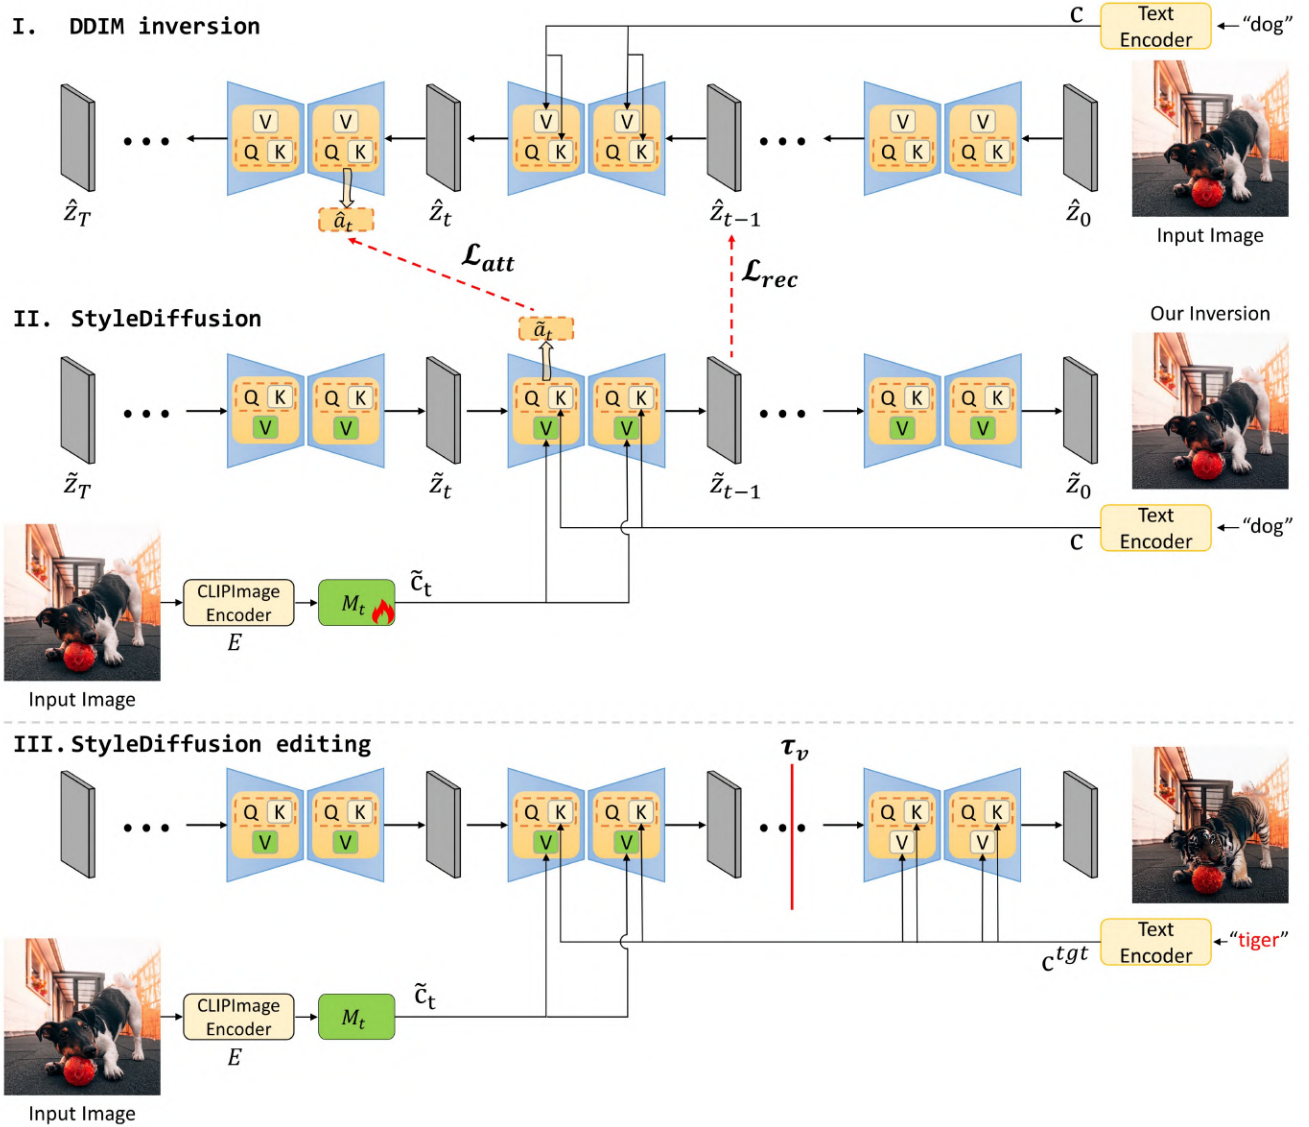 I. DDIM inversion
C
Text
Encoder
“dog”
V V V V V V
Q K Q K Q K Q K Q K Q K
ẑ_T
â_t
ẑ_t
ẑ_{t−1}
ẑ_0
Input Image
𝓛_att
𝓛_rec
II. StyleDiffusion
Our Inversion
ã_t
Q K Q K Q K Q K Q K Q K
V V V V V V
z̃_T
z̃_t
z̃_{t−1}
z̃_0
C
Text
Encoder
“dog”
CLIPImage
Encoder
E
M_t
c̃_t
Input Image
III. StyleDiffusion editing
τ_v
Q K Q K Q K Q K Q K Q K
V V V V V V
C^{tgt}
Text
Encoder
“tiger”
CLIPImage
Encoder
E
M_t
c̃_t
Input Image